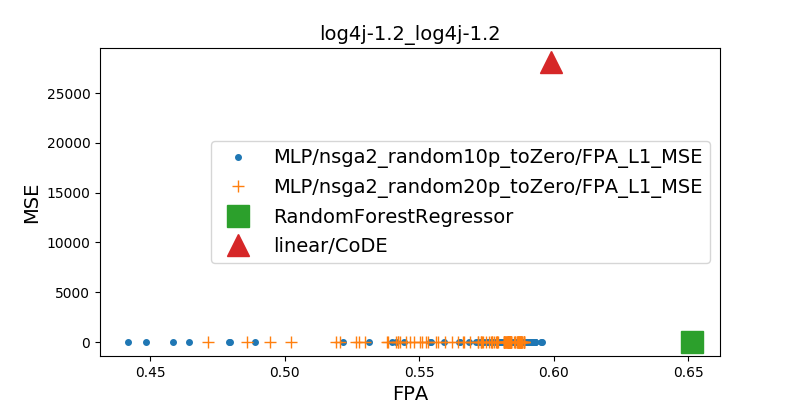 log4j-1.2_log4j-1.2
MSE
25000
20000
15000
10000
5000
0
MLP/nsga2_random10p_toZero/FPA_L1_MSE
MLP/nsga2_random20p_toZero/FPA_L1_MSE
RandomForestRegressor
linear/CoDE
0.45 0.50 0.55 0.60 0.65
FPA